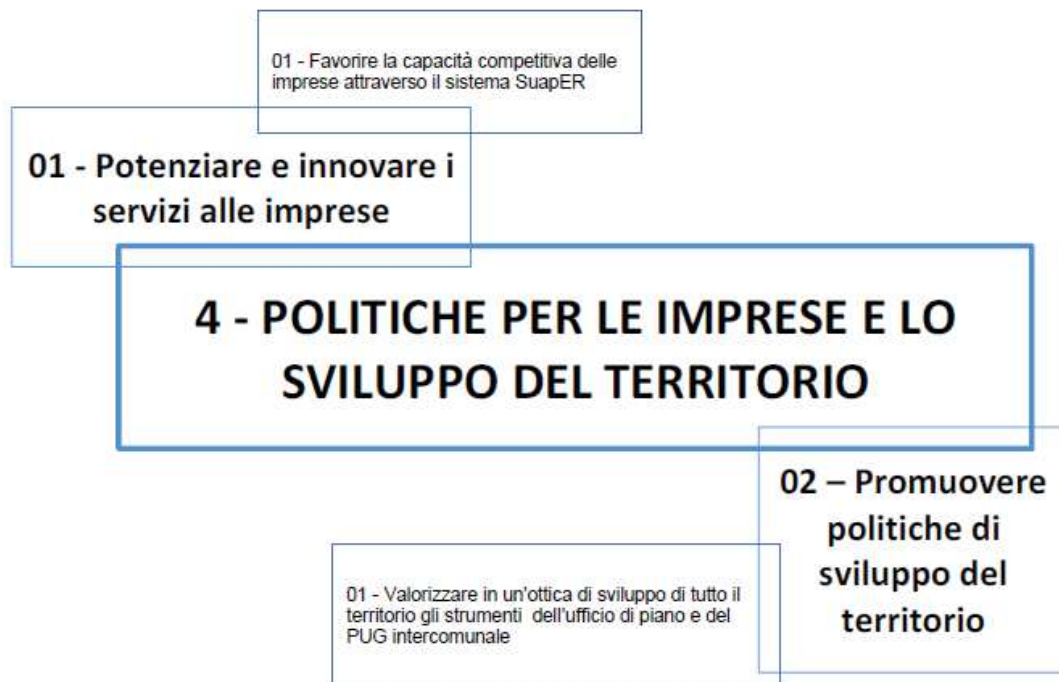 01 - Favorire la capacità competitiva delle
imprese attraverso il sistema SuapER
01 - Potenziare e innovare i
servizi alle imprese
4 - POLITICHE PER LE IMPRESE E LO
SVILUPPO DEL TERRITORIO
02 – Promuovere
politiche di
sviluppo del
territorio
01 - Valorizzare in un'ottica di sviluppo di tutto il
territorio gli strumenti dell'ufficio di piano e del
PUG intercomunale